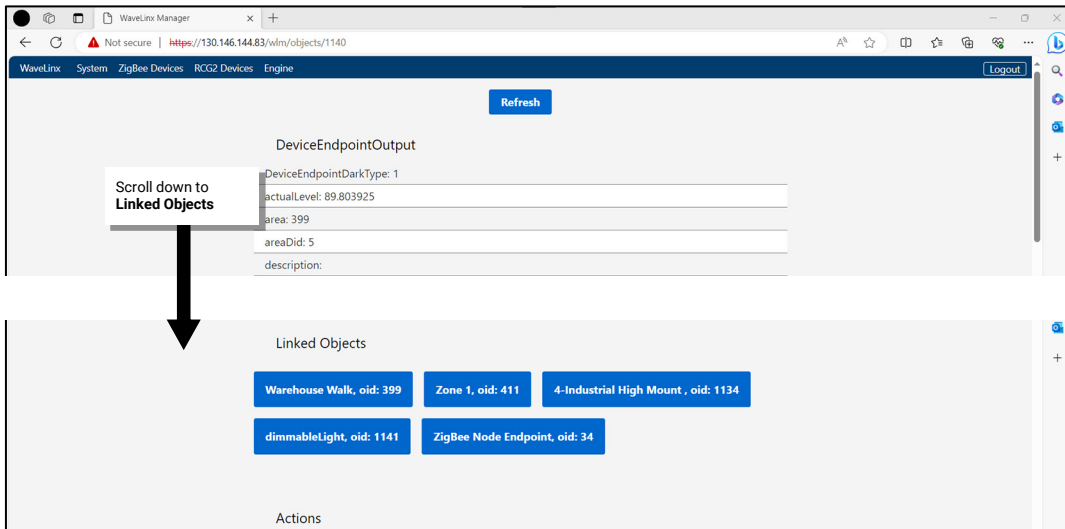 WaveLinx Manager
Not secure
https://130.146.144.83/wlm/objects/1140
WaveLinx System ZigBee Devices RCG2 Devices Engine Logout
Refresh
DeviceEndpointOutput
DeviceEndpointDarkType: 1
Scroll down to
Linked Objects
actualLevel: 89.803925
area: 399
areaDid: 5
description:
Linked Objects
Warehouse Walk, oid: 399
Zone 1, oid: 411
4-Industrial High Mount , oid: 1134
dimmableLight, oid: 1141
ZigBee Node Endpoint, oid: 34
Actions